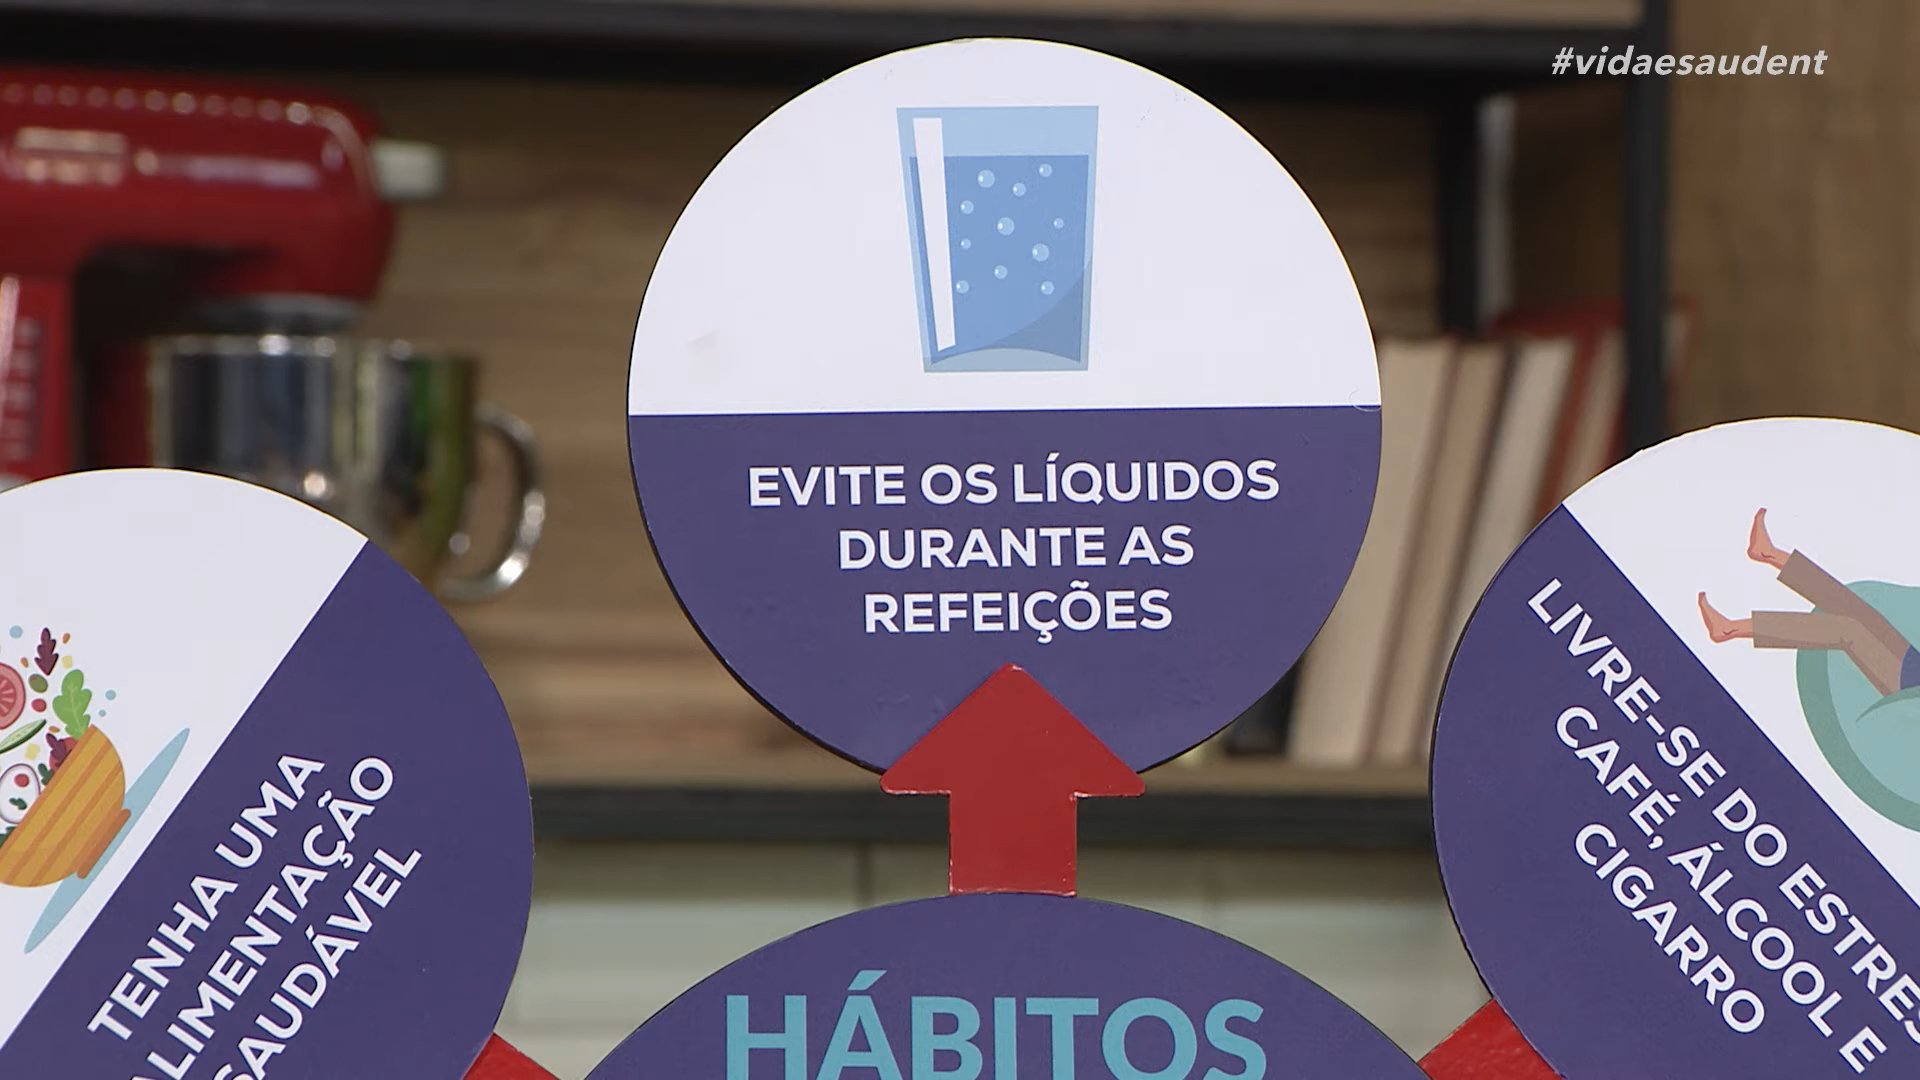 #vidaesaudent
EVITE OS LÍQUIDOS
DURANTE AS
REFEIÇÕES
TENHA UMA
ALIMENTAÇÃO
SAUDÁVEL
LIVRE-SE DO ESTRES
CAFÉ, ÁLCOOL E
CIGARRO
HÁBITOS